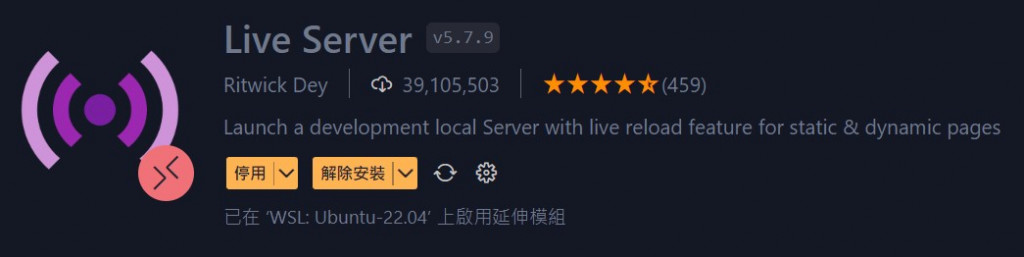 Live Server v5.7.9
Ritwick Dey 39,105,503 (459)
Launch a development local Server with live reload feature for static & dynamic pages
停用 解除安裝
已在 ‘WSL: Ubuntu-22.04’ 上啟用延伸模組